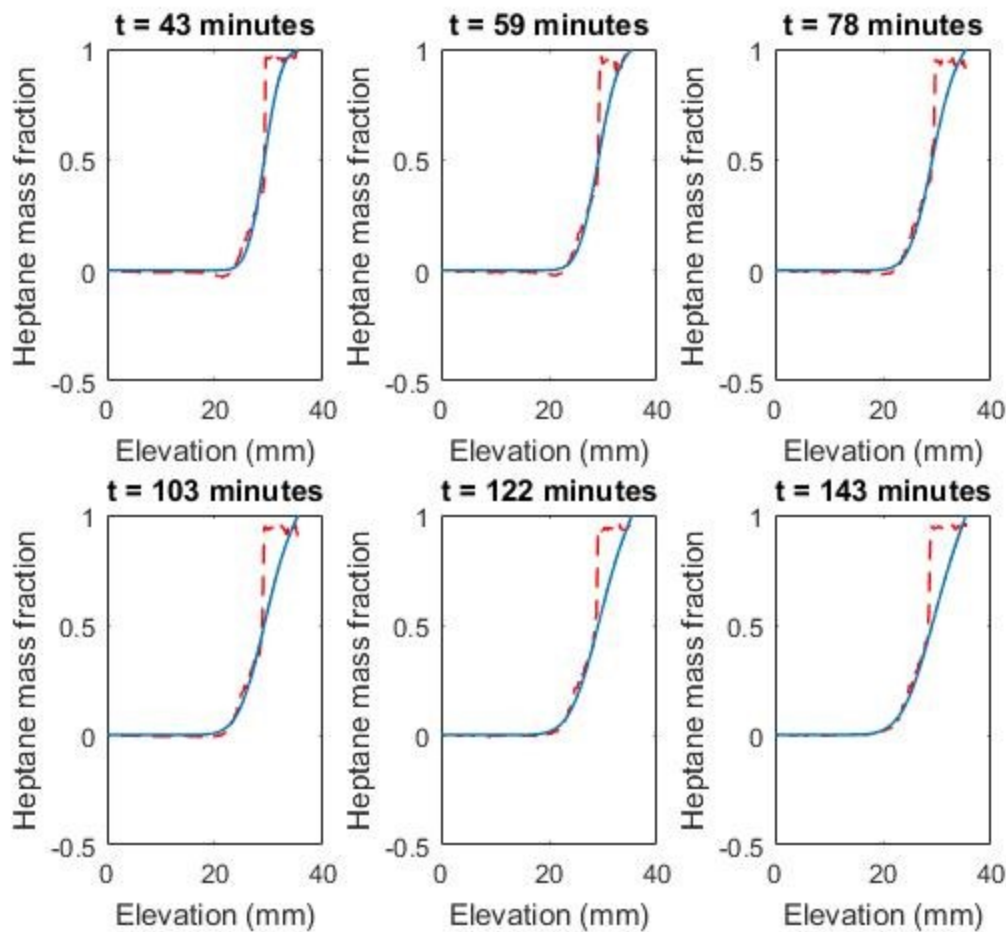 t = 43 minutes
1
0.5
0
-0.5
Heptane mass fraction
0 20 40
Elevation (mm)
t = 59 minutes
1
0.5
0
-0.5
Heptane mass fraction
0 20 40
Elevation (mm)
t = 78 minutes
1
0.5
0
-0.5
Heptane mass fraction
0 20 40
Elevation (mm)
t = 103 minutes
1
0.5
0
-0.5
Heptane mass fraction
0 20 40
Elevation (mm)
t = 122 minutes
1
0.5
0
-0.5
Heptane mass fraction
0 20 40
Elevation (mm)
t = 143 minutes
1
0.5
0
-0.5
Heptane mass fraction
0 20 40
Elevation (mm)